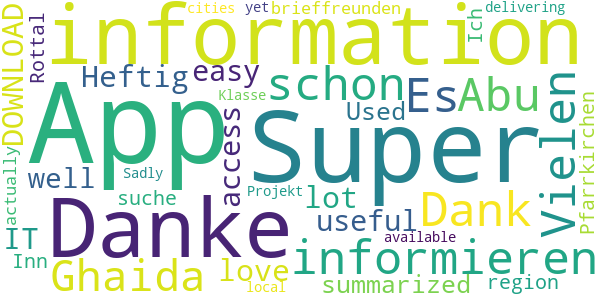 cities yet brieffreunden Ich delivering
DOWNLOAD Rottal information
Heftig easy schon Es Abu Vielen
Klasse Used
App Super
access
actually well Sadly suche lot useful Dank Pfarrkirchen
Danke Projekt
IT available
Inn Ghaida love informieren
summarized region
local